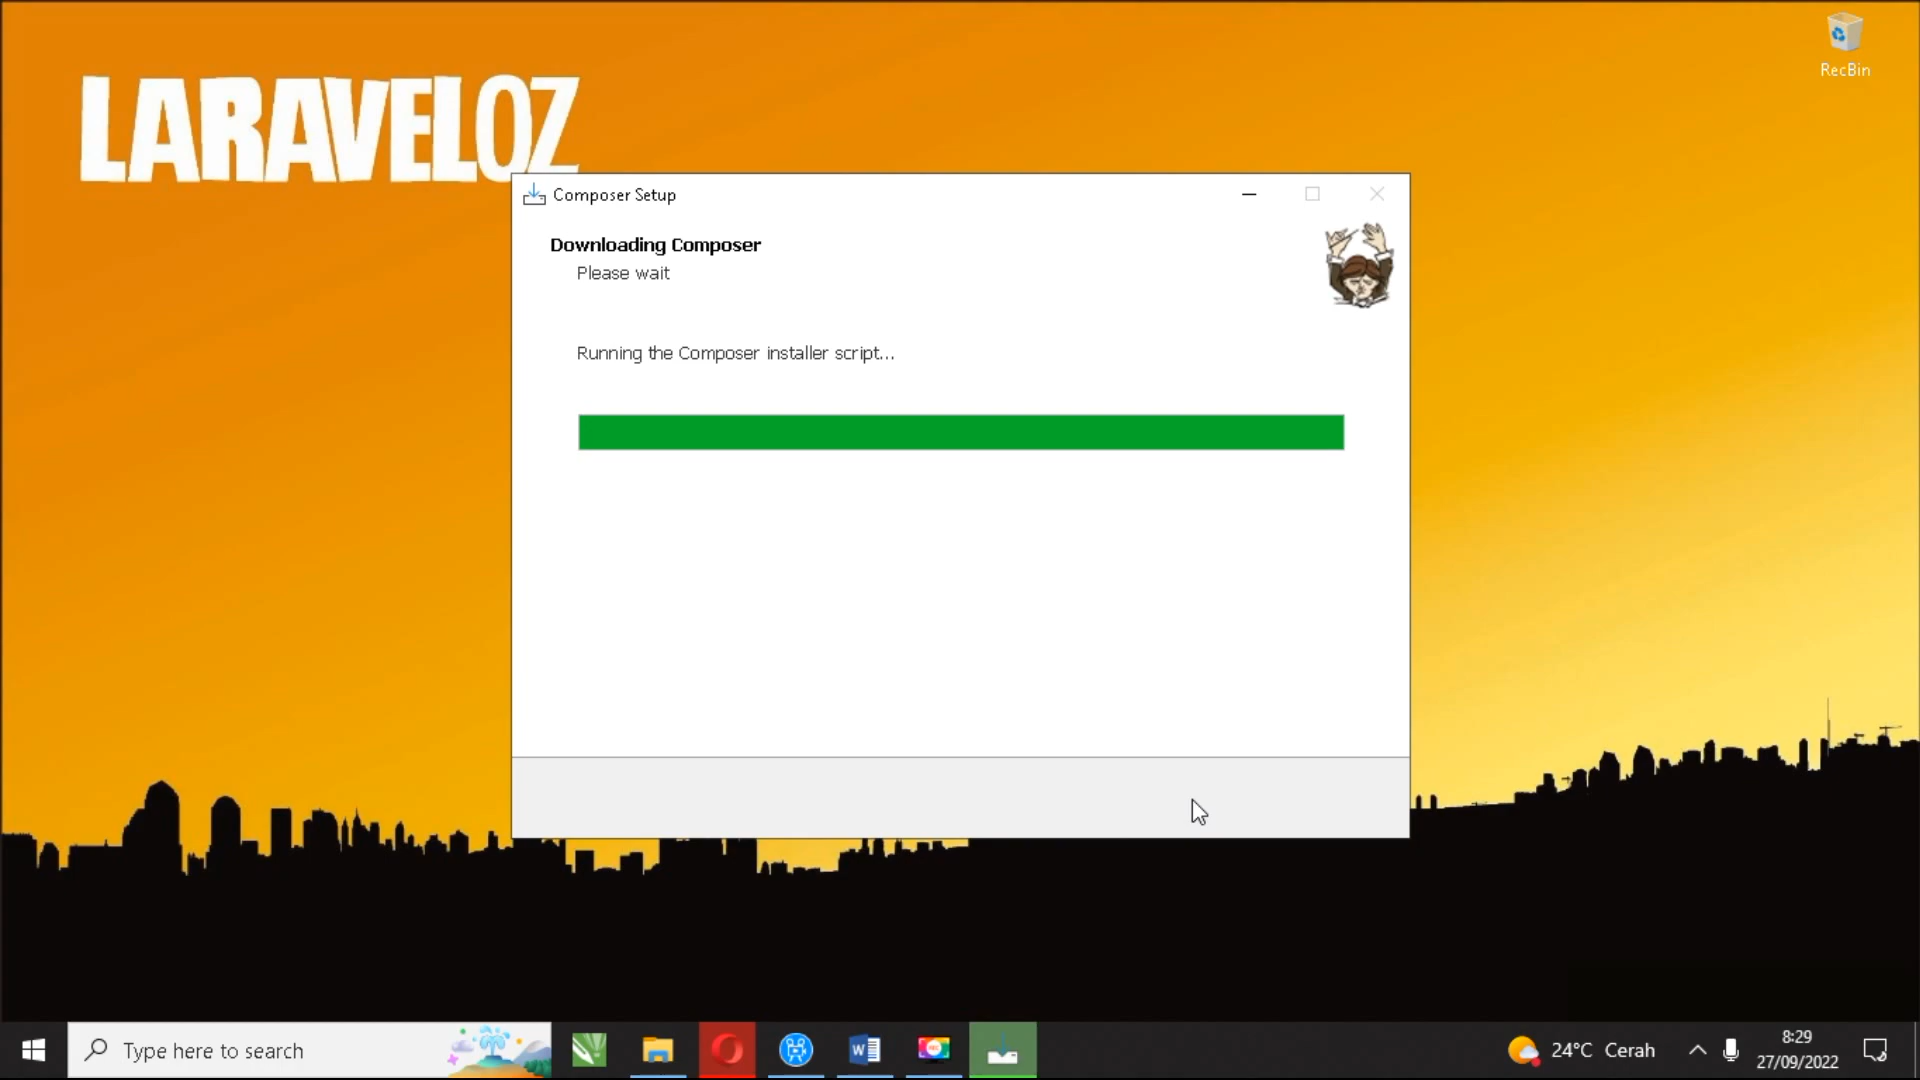 RecBin
LARAVELOZ
Composer Setup
Downloading Composer
Please wait
Running the Composer installer script...
Type here to search
W
24°C Cerah
8:29
27/09/2022